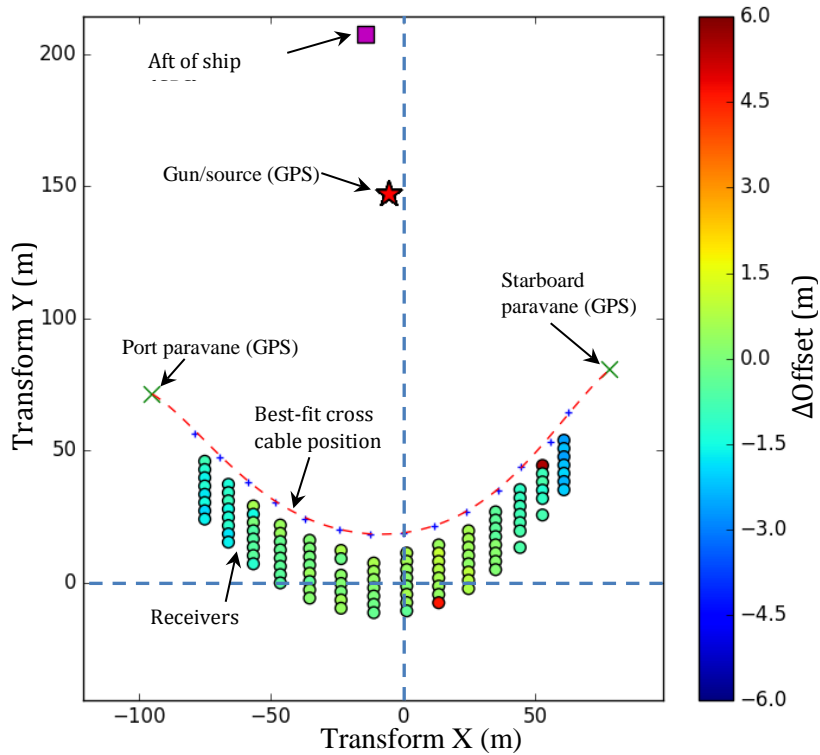 Aft of ship
Gun/source (GPS)
Starboard
paravane (GPS)
Port paravane (GPS)
Best-fit cross
cable position
Receivers
200
150
100
50
0
−100
−50
0
50
Transform X (m)
Transform Y (m)
6.0
4.5
3.0
1.5
0.0
−1.5
−3.0
−4.5
−6.0
ΔOffset (m)